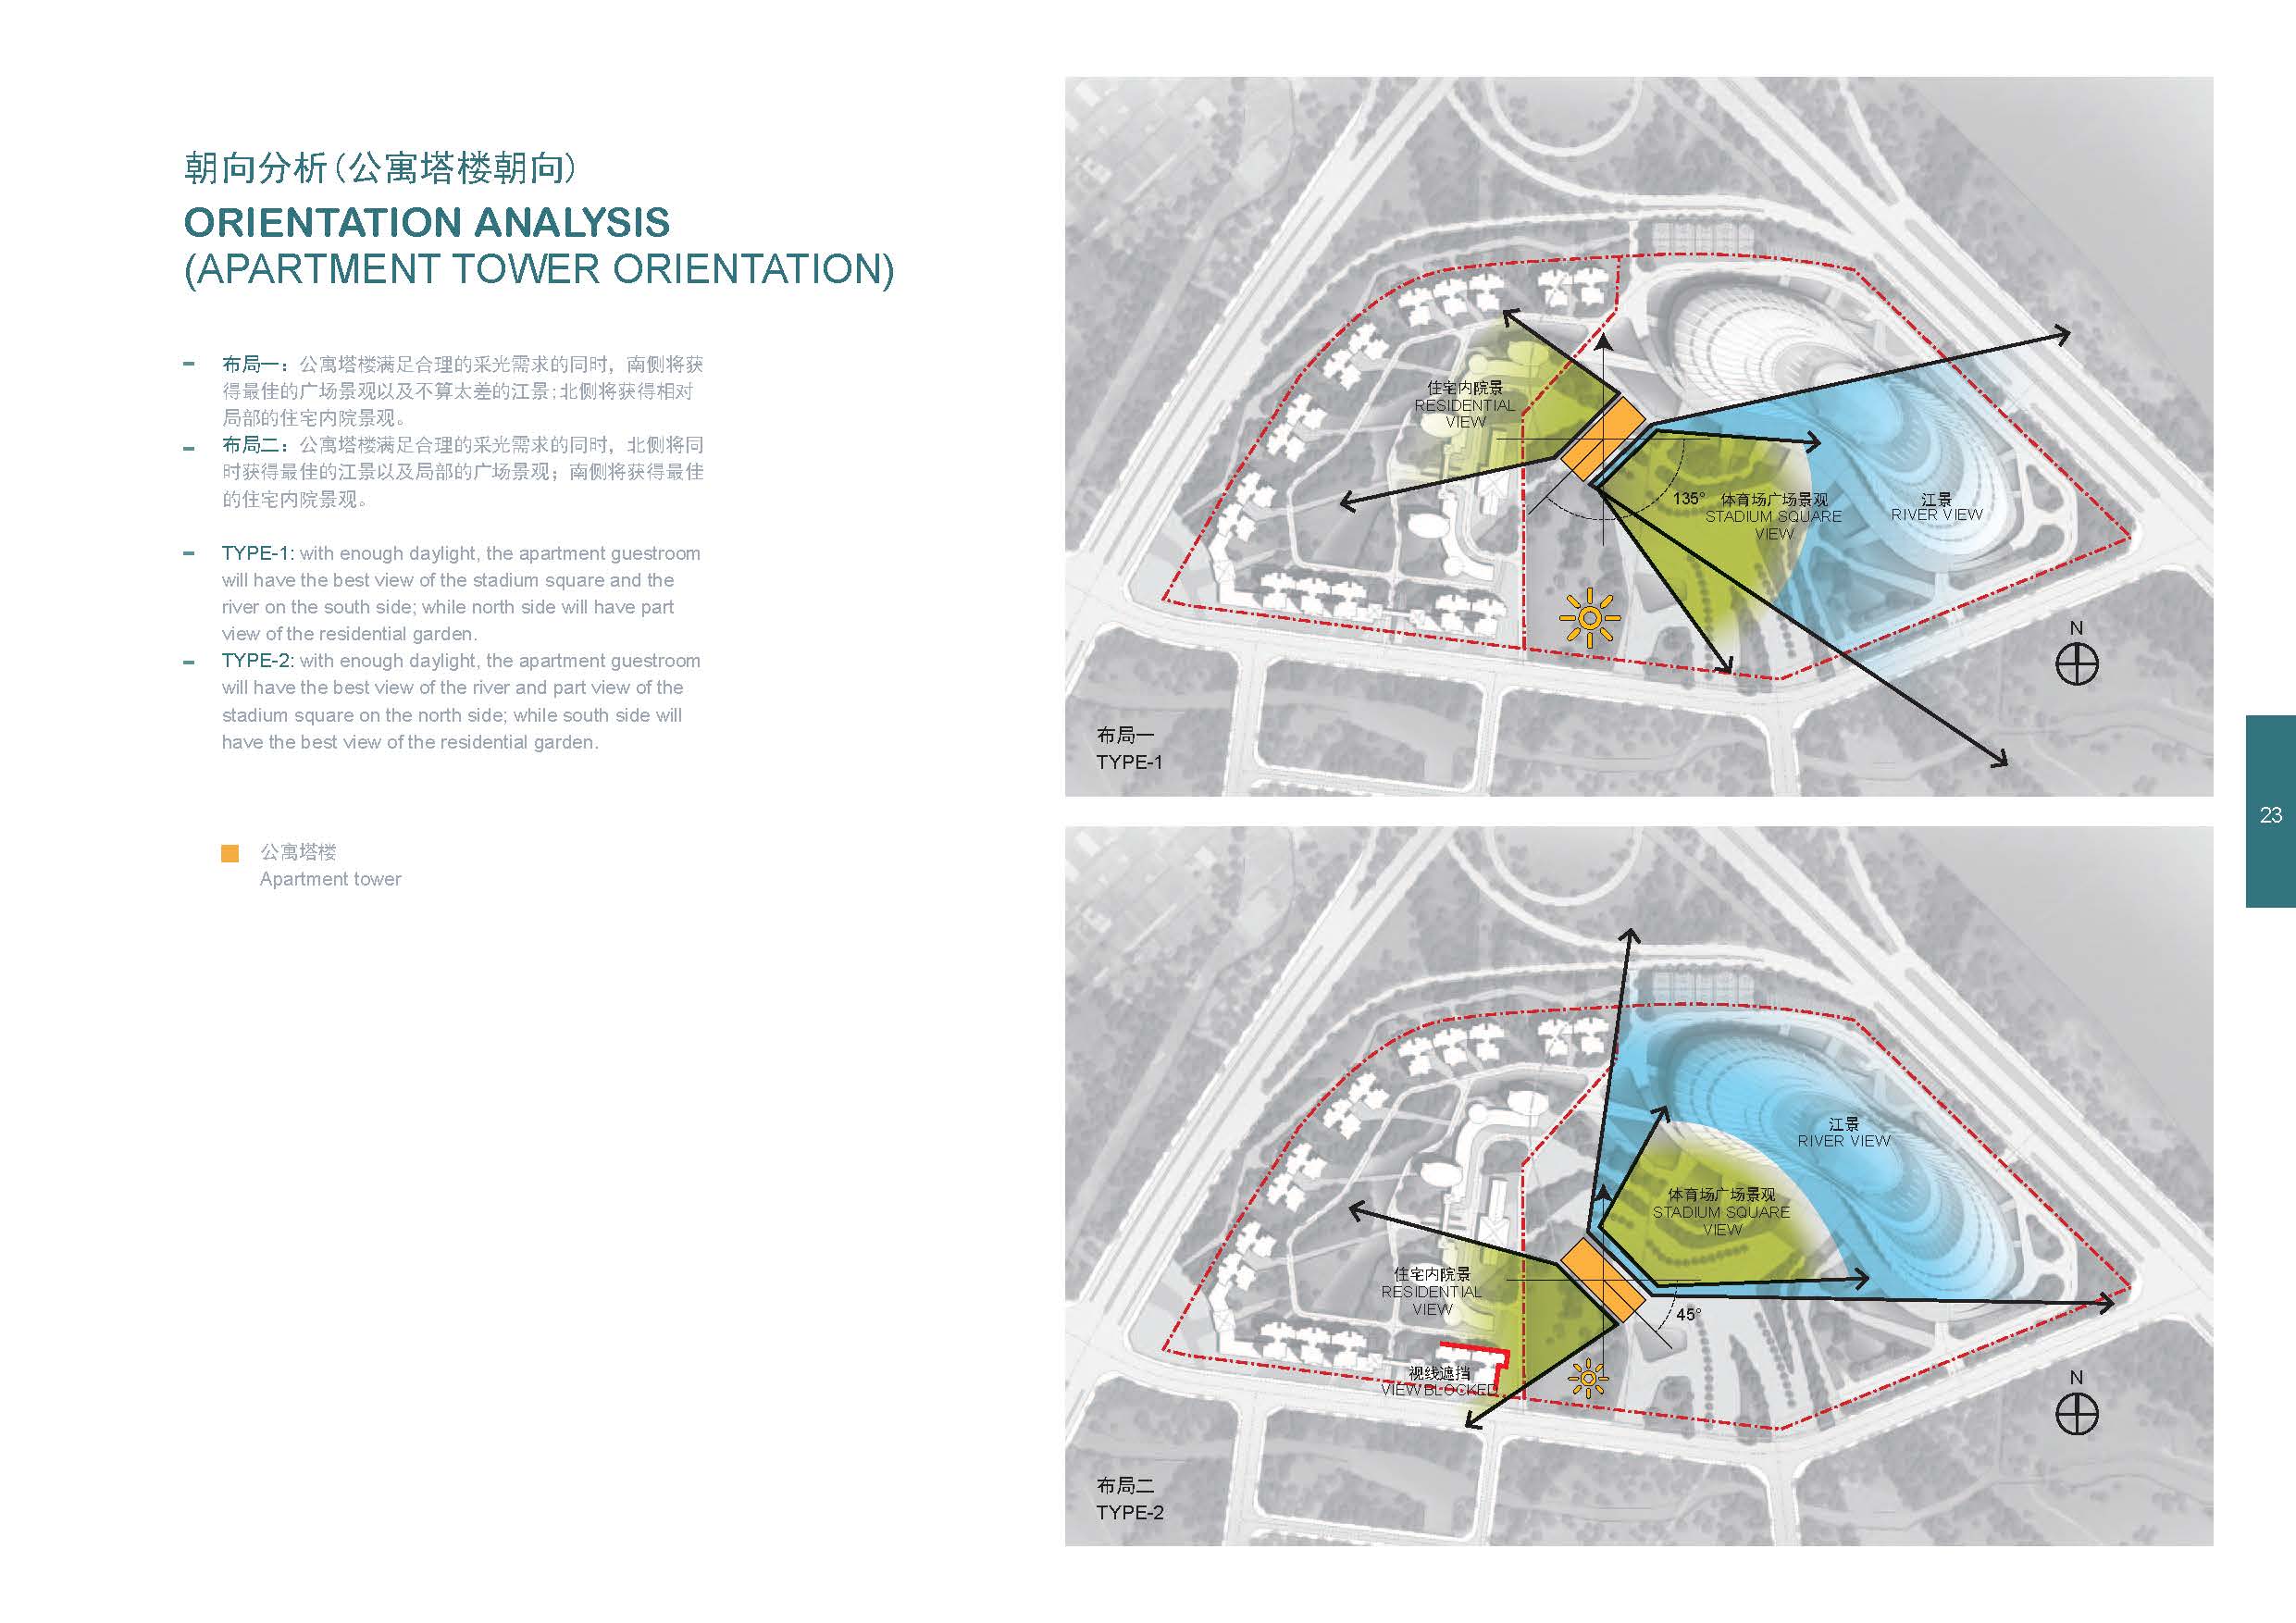 朝向分析(公寓塔楼朝向)
ORIENTATION ANALYSIS
(APARTMENT TOWER ORIENTATION)
– 布局一：公寓塔楼满足合理的采光需求的同时，南侧将获
得最佳的广场景观以及不算太差的江景；北侧将获得相对
局部的住宅内院景观。
– 布局二：公寓塔楼满足合理的采光需求的同时，北侧将同
时获得最佳的江景以及局部的广场景观；南侧将获得最佳
的住宅内院景观。
– TYPE-1: with enough daylight, the apartment guestroom
will have the best view of the stadium square and the
river on the south side; while north side will have part
view of the residential garden.
– TYPE-2: with enough daylight, the apartment guestroom
will have the best view of the river and part view of the
stadium square on the north side; while south side will
have the best view of the residential garden.
公寓塔楼
Apartment tower
住宅内院景
RESIDENTIAL
VIEW
135°
体育场广场景观
STADIUM SQUARE
VIEW
江景
RIVER VIEW
N
布局一
TYPE-1
23
江景
RIVER VIEW
体育场广场景观
STADIUM SQUARE
VIEW
住宅内院景
RESIDENTIAL
VIEW
45°
视线遮挡
VIEW BLOCKED
N
布局二
TYPE-2